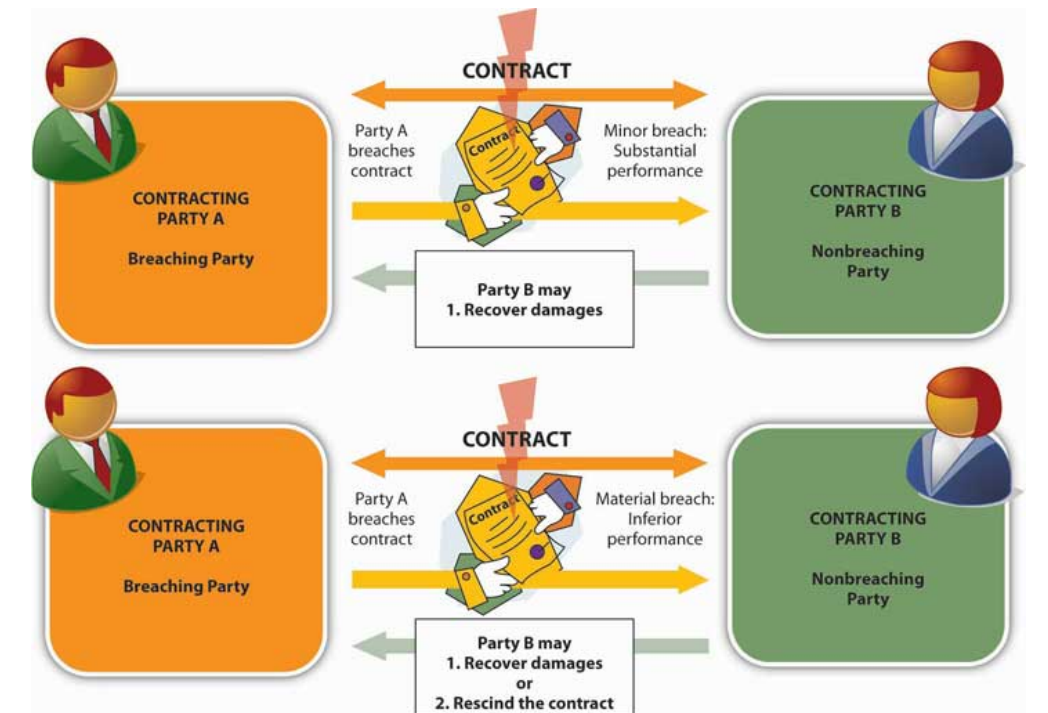 CONTRACT
Party A
breaches
contract
Contract
Minor breach:
Substantial
performance
CONTRACTING
PARTY A
Breaching Party
CONTRACTING
PARTY B
Nonbreaching
Party
Party B may
1. Recover damages
CONTRACT
Party A
breaches
contract
Contract
Material breach:
Inferior
performance
CONTRACTING
PARTY A
Breaching Party
CONTRACTING
PARTY B
Nonbreaching
Party
Party B may
1. Recover damages
or
2. Rescind the contract